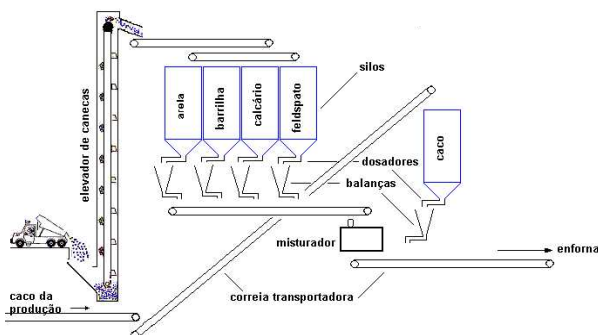 elevador de canecas
areia
barrilha
calcário
feldspato
silos
caco
dosadores
balanças
misturador
enforna
caco da
produção
correia transportadora